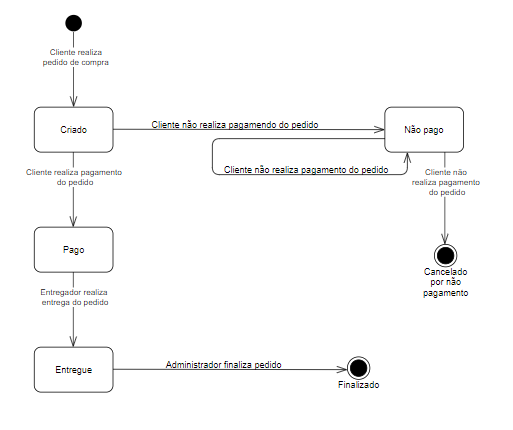 Cliente realiza
pedido de compra
Criado
Cliente não realiza pagamendo do pedido
Não pago
Cliente não realiza pagamento do pedido
Cliente realiza pagamento
do pedido
Cliente não
realiza pagamento
do pedido
Pago
Cancelado
por não
pagamento
Entregador realiza
entrega do pedido
Entregue
Administrador finaliza pedido
Finalizado